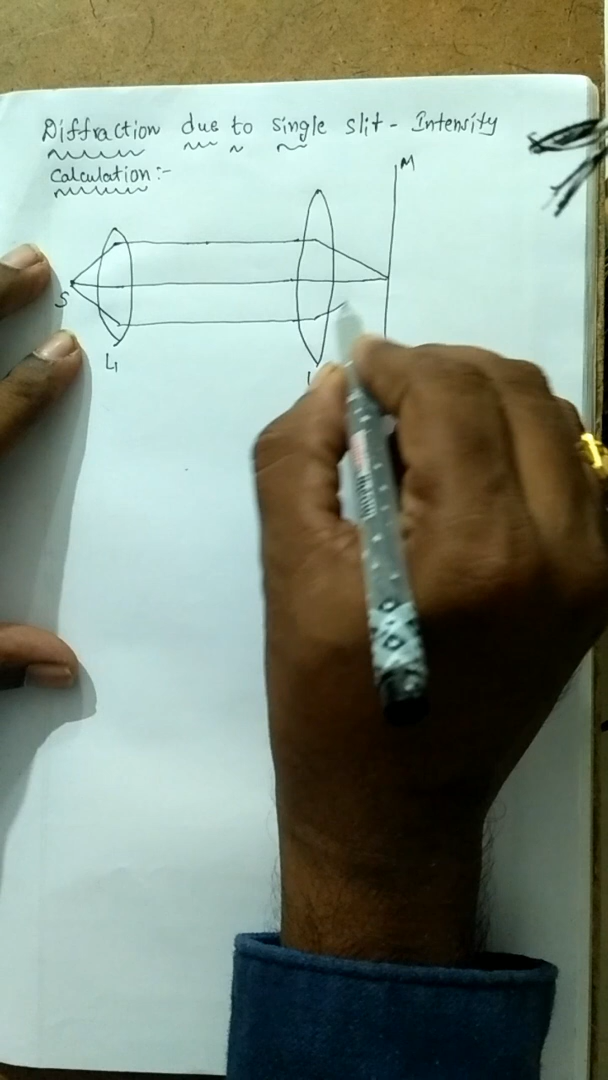 Diffraction due to single slit - Intensity
Calculation :-
M
S
L1